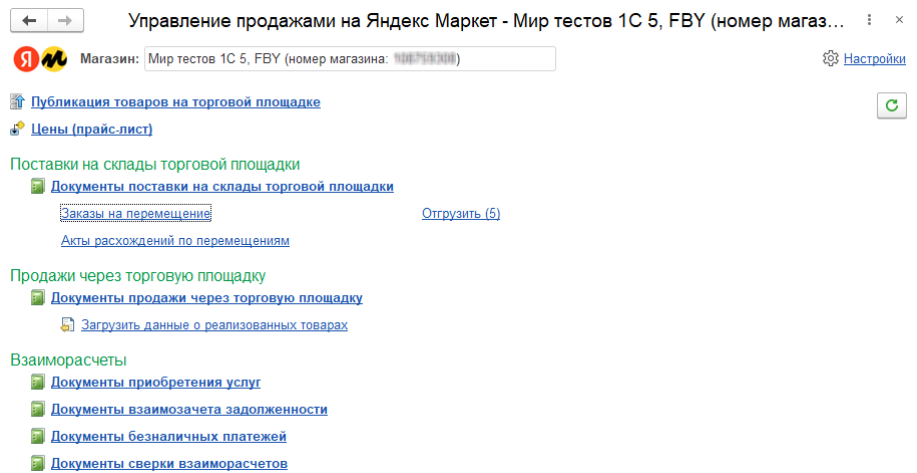 Управление продажами на Яндекс Маркет - Мир тестов 1С 5, FBY (номер магаз...
Я М Магазин: Мир тестов 1С 5, FBY (номер магазина: ) Настройки
Публикация товаров на торговой площадке
Цены (прайс-лист)
Поставки на склады торговой площадки
Документы поставки на склады торговой площадки
Заказы на перемещение Отгрузить (5)
Акты расхождений по перемещениям
Продажи через торговую площадку
Документы продажи через торговую площадку
Загрузить данные о реализованных товарах
Взаиморасчеты
Документы приобретения услуг
Документы взаимозачета задолженности
Документы безналичных платежей
Документы сверки взаиморасчетов